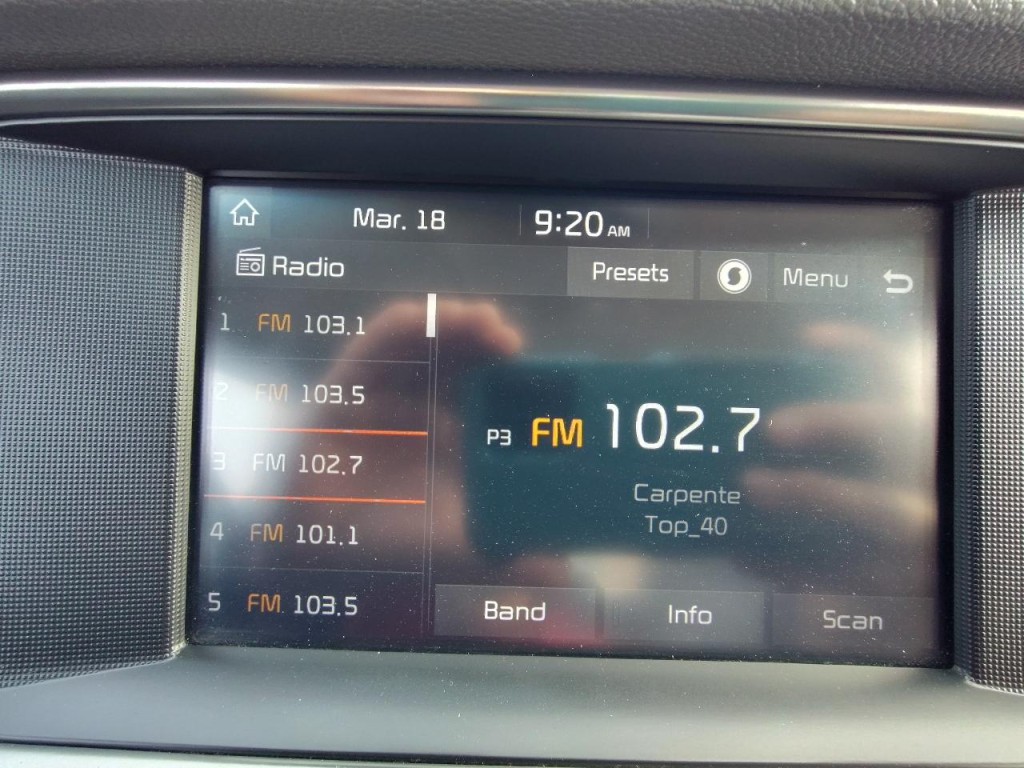 Mar. 18 9:20 AM
Radio Presets Menu
1 FM 103.1
2 FM 103.5
3 FM 102.7
4 FM 101.1
5 FM 103.5
P3 FM 102.7
Carpente
Top_40
Band Info Scan